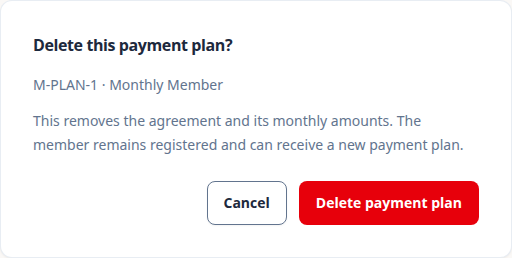 Delete this payment plan?
M-PLAN-1 · Monthly Member
This removes the agreement and its monthly amounts. The
member remains registered and can receive a new payment plan.
Cancel
Delete payment plan